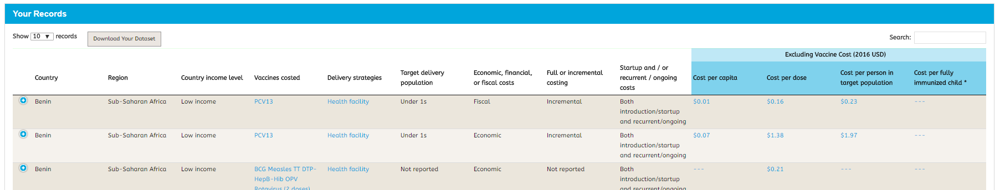 Your Records
Show 10 ▼ records Download Your Dataset Search:
Excluding Vaccine Cost (2016 USD)
Country Region Country income level Vaccines costed Delivery strategies Target delivery population Economic, financial, or fiscal costs Full or incremental costing Startup and / or recurrent / ongoing costs Cost per capita Cost per dose Cost per person in target population Cost per fully immunized child *
Benin Sub-Saharan Africa Low income PCV13 Health facility Under 1s Fiscal Incremental Both introduction/startup and recurrent/ongoing $0.01 $0.16 $0.23 ---
Benin Sub-Saharan Africa Low income PCV13 Health facility Under 1s Economic Incremental Both introduction/startup and recurrent/ongoing $0.07 $1.38 $1.97 ---
Benin Sub-Saharan Africa Low income BCG Measles TT DTP-HepB-Hib OPV Rotavirus (2 doses) Health facility Not reported Economic Not reported Both introduction/startup and recurrent/ongoing --- $0.21 --- ---